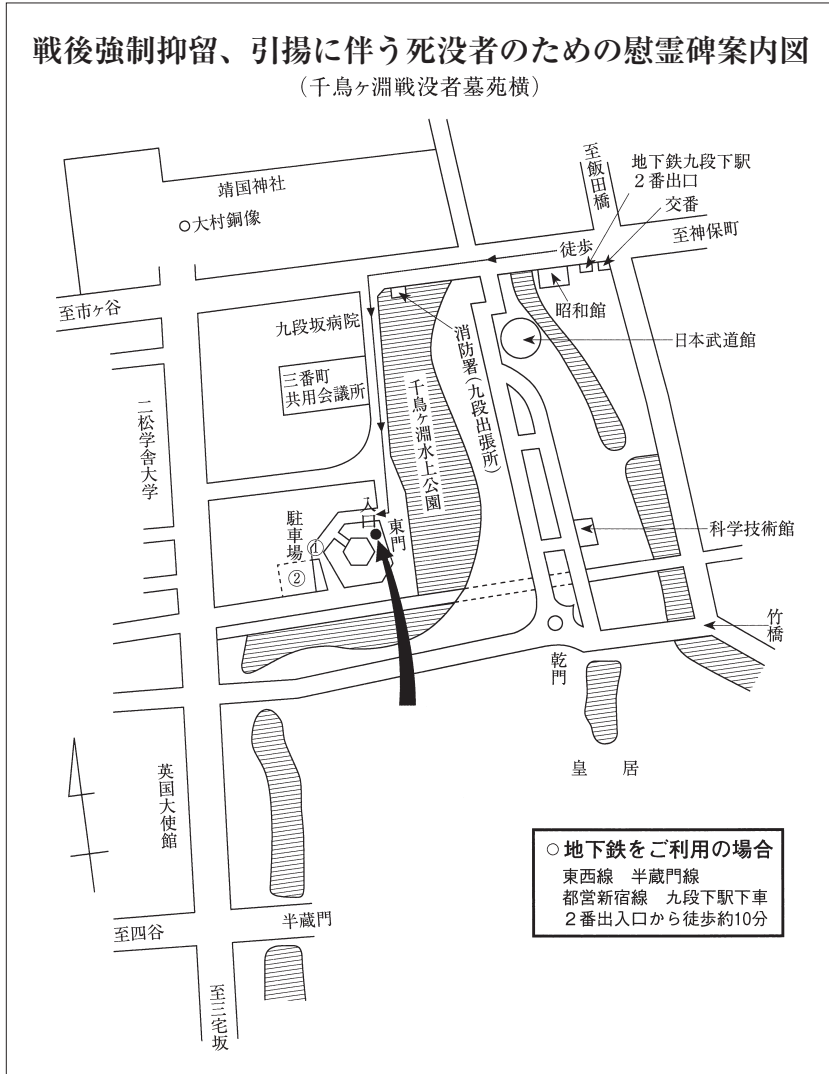 戦後強制抑留、引揚に伴う死没者のための慰霊碑案内図
（千鳥ヶ淵戦没者墓苑横）
靖国神社
大村銅像
至飯田橋
地下鉄九段下駅
２番出口
交番
徒歩
至神保町
至市ヶ谷
九段坂病院
昭和館
消防署（九段出張所）
日本武道館
三番町
共用会議所
千鳥ヶ淵水上公園
二松学舎大学
入口
東門
駐車場
①
②
科学技術館
竹橋
乾門
皇居
英国大使館
○地下鉄をご利用の場合
東西線　半蔵門線
都営新宿線　九段下駅下車
２番出入口から徒歩約10分
半蔵門
至四谷
至三宅坂